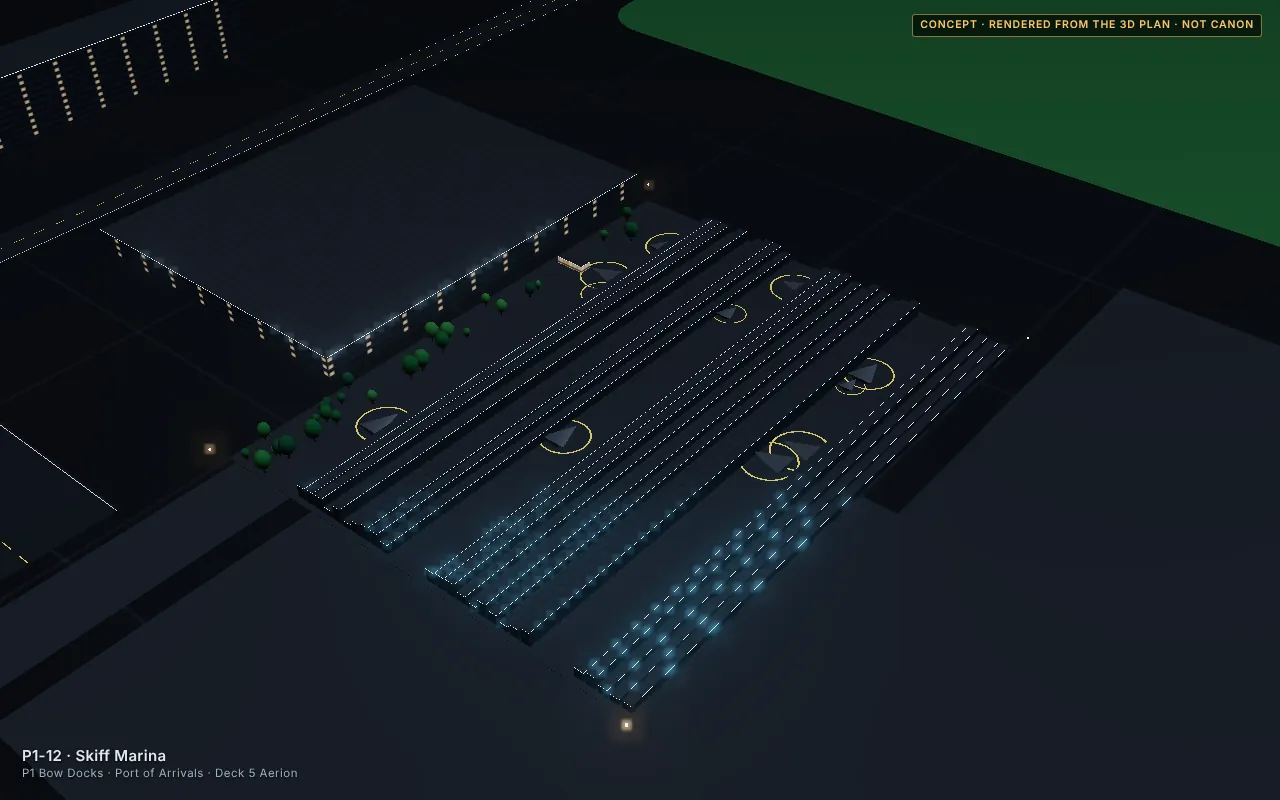 CONCEPT · RENDERED FROM THE 3D PLAN · NOT CANON
P1-12 · Skiff Marina
P1 Bow Docks · Port of Arrivals · Deck 5 Aerion